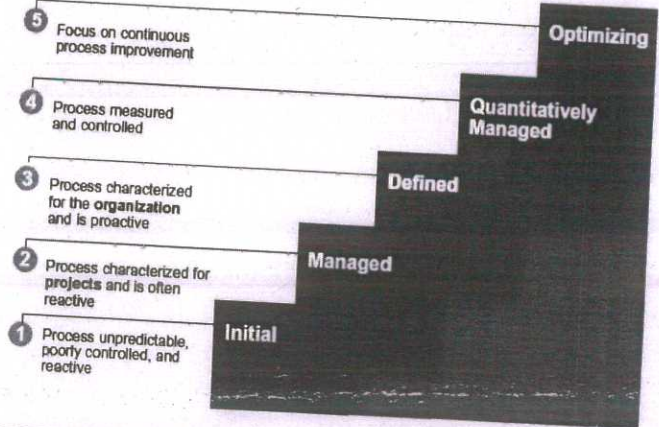 5 Focus on continuous
process improvement
Optimizing
4 Process measured
and controlled
Quantitatively
Managed
3 Process characterized
for the organization
and is proactive
Defined
2 Process characterized for
projects and is often
reactive
Managed
1 Process unpredictable,
poorly controlled, and
reactive
Initial